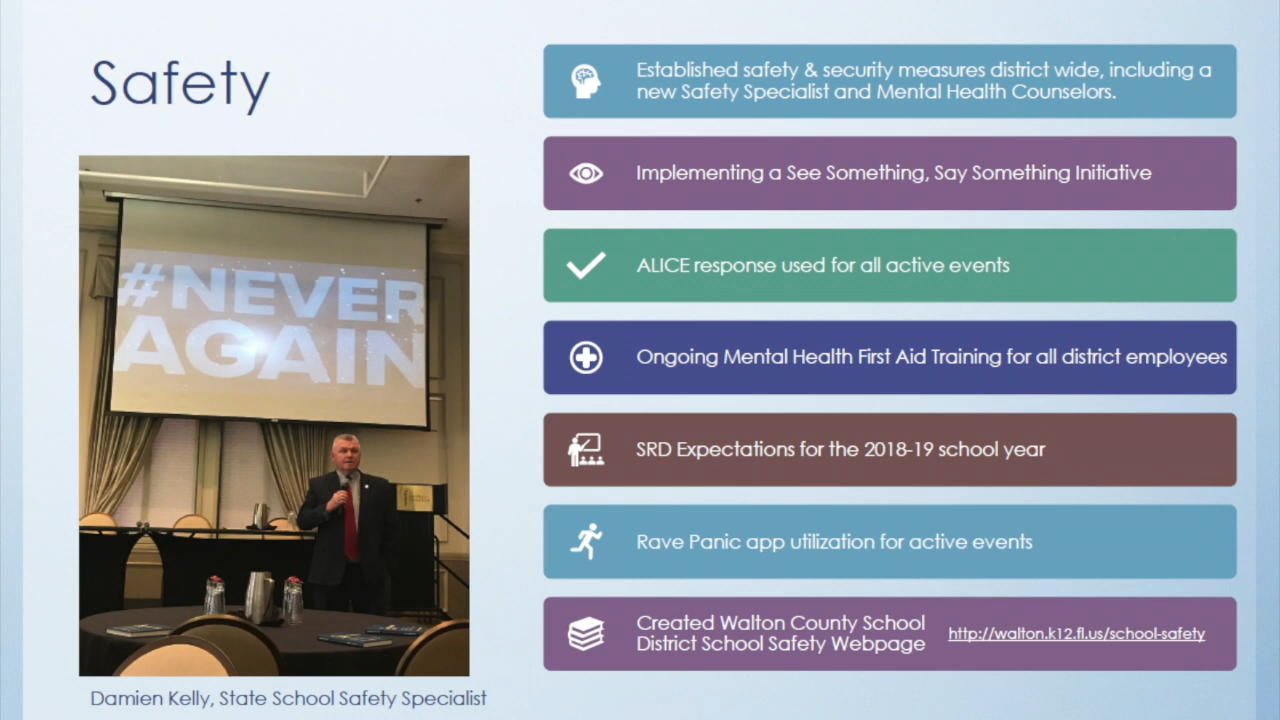 Safety
#NEVER
AGAIN
Damien Kelly, State School Safety Specialist
Established safety & security measures district wide, including a
new Safety Specialist and Mental Health Counselors.
Implementing a See Something, Say Something Initiative
ALICE response used for all active events
Ongoing Mental Health First Aid Training for all district employees
SRD Expectations for the 2018-19 school year
Rave Panic app utilization for active events
Created Walton County School
District School Safety Webpage
http://walton.k12.fl.us/school-safety